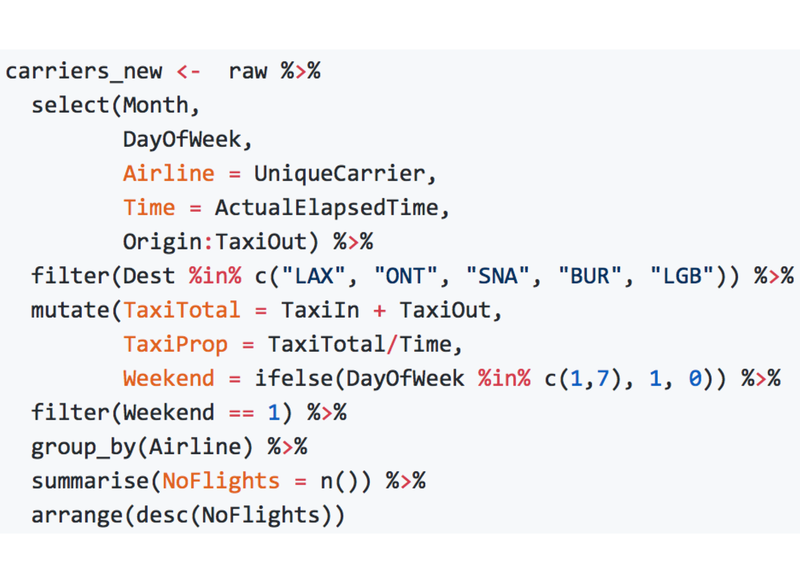 carriers_new <-  raw %>%
  select(Month,
         DayOfWeek,
         Airline = UniqueCarrier,
         Time = ActualElapsedTime,
         Origin:TaxiOut) %>%
  filter(Dest %in% c("LAX", "ONT", "SNA", "BUR", "LGB")) %>%
  mutate(TaxiTotal = TaxiIn + TaxiOut,
         TaxiProp = TaxiTotal/Time,
         Weekend = ifelse(DayOfWeek %in% c(1,7), 1, 0)) %>%
  filter(Weekend == 1) %>%
  group_by(Airline) %>%
  summarise(NoFlights = n()) %>%
  arrange(desc(NoFlights))